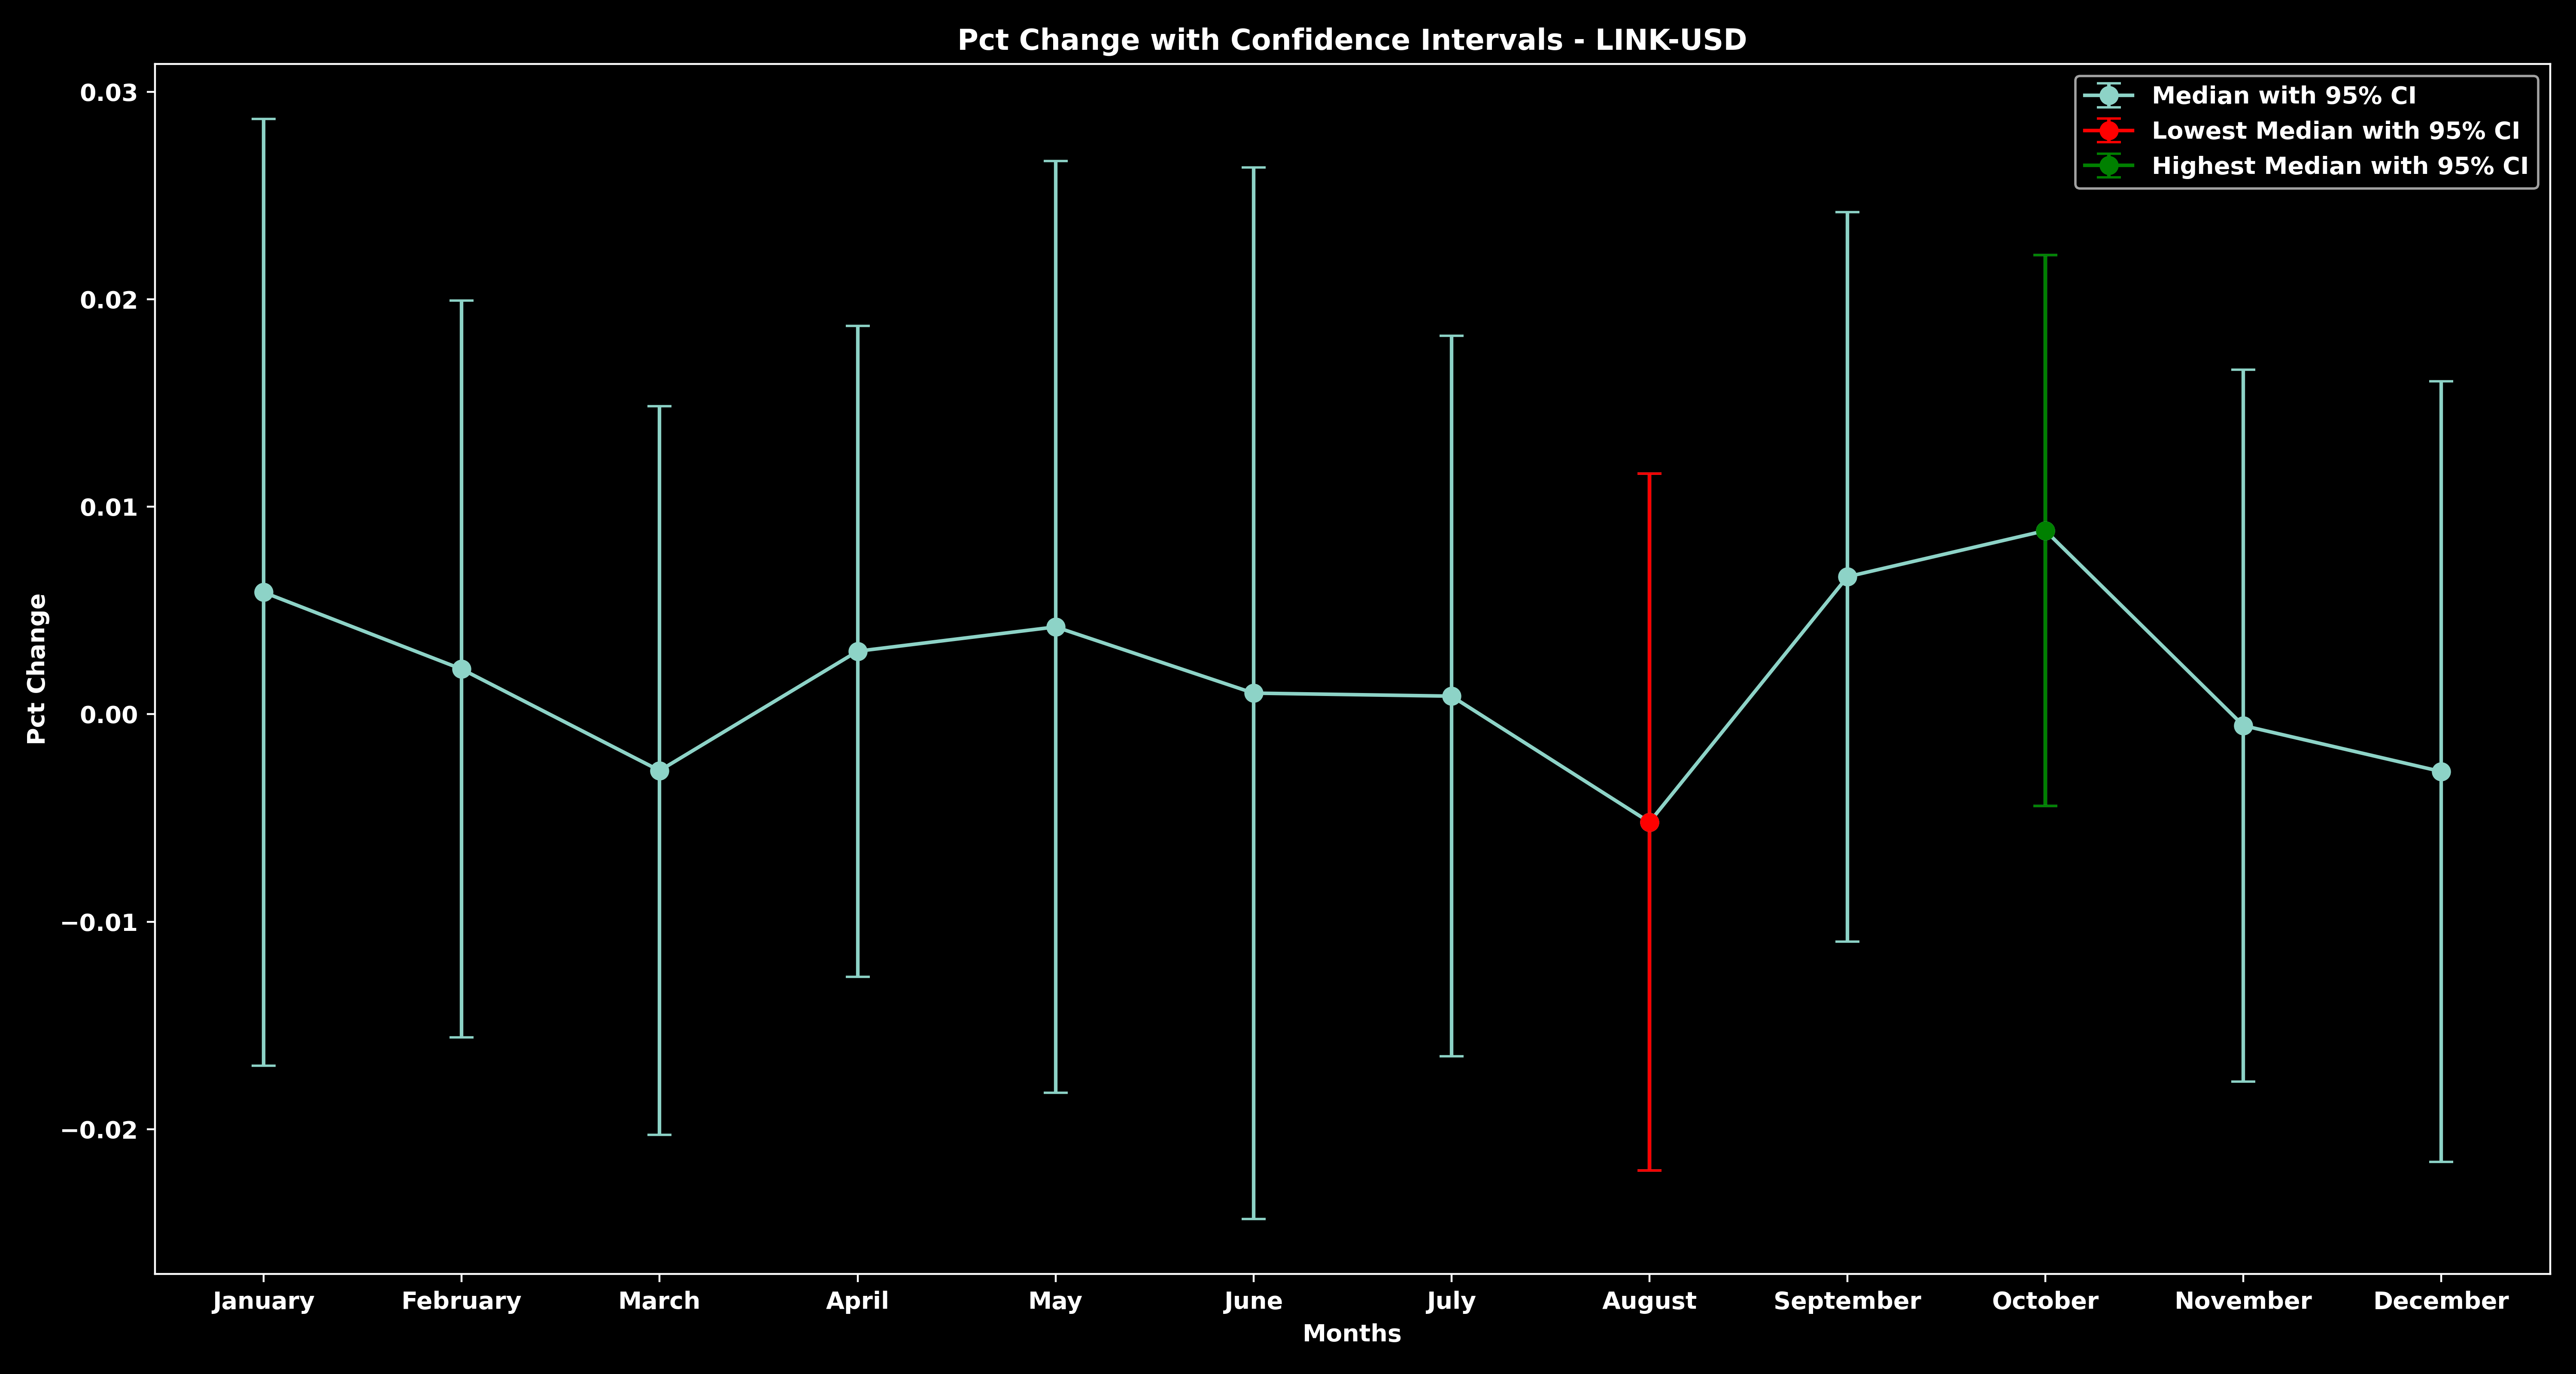 Pct Change with Confidence Intervals - LINK-USD
Median with 95% CI
Lowest Median with 95% CI
Highest Median with 95% CI
Pct Change
0.03
0.02
0.01
0.00
−0.01
−0.02
January February March April May June July August September October November December
Months